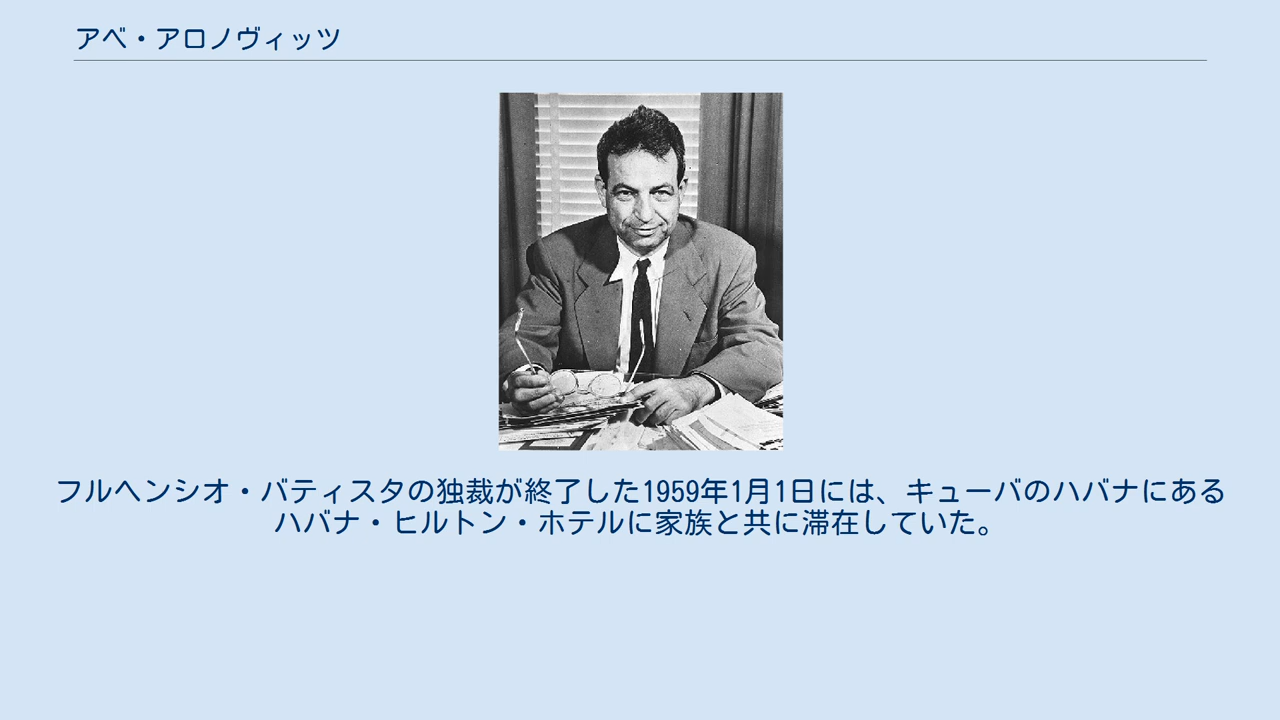 アベ・アロノヴィッツ
フルヘンシオ・バティスタの独裁が終了した1959年1月1日には、キューバのハバナにある
ハバナ・ヒルトン・ホテルに家族と共に滞在していた。